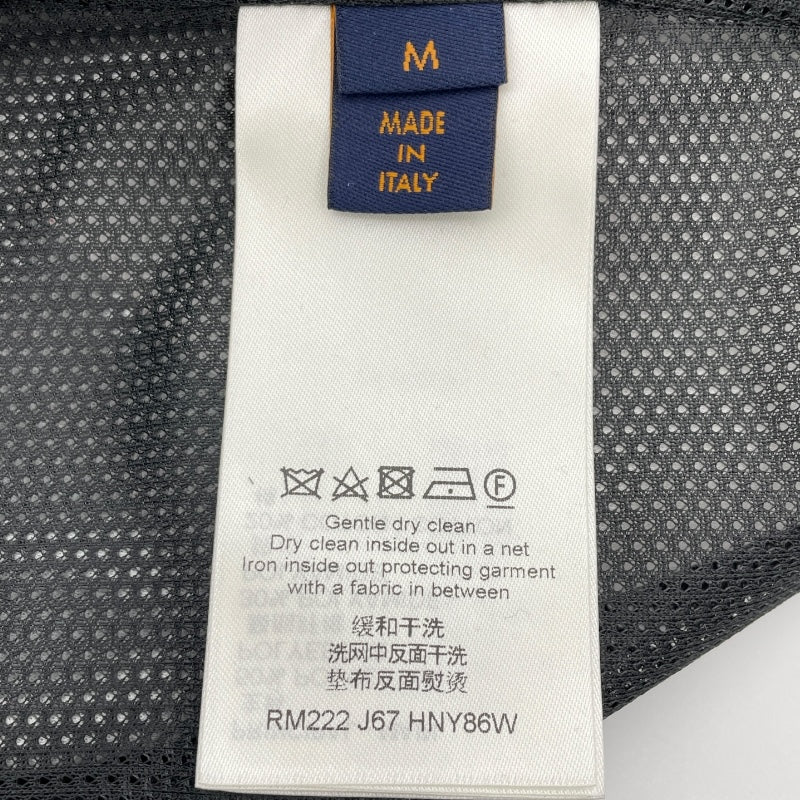 M
MADE
IN
ITALY
F
Gentle dry clean
Dry clean inside out in a net
Iron inside out protecting garment
with a fabric in between
缓和干洗
洗网中反面干洗
垫布反面熨烫
RM222 J67 HNY86W